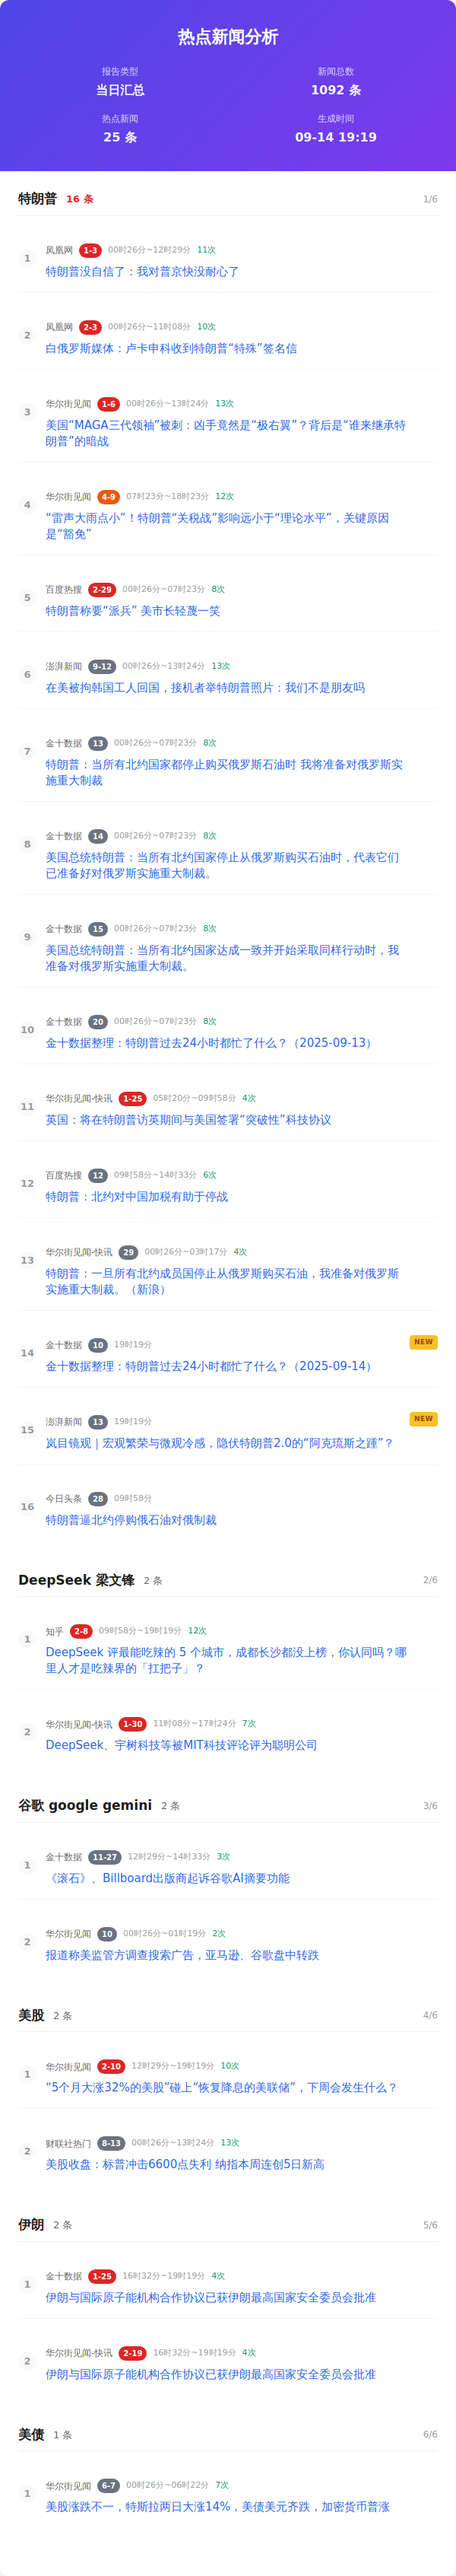 热点新闻分析
报告类型
新闻总数
当日汇总
1092 条
热点新闻
生成时间
25 条
09-14 19:19
特朗普 16 条 1/6
1 凤凰网 1-3 00时26分~12时29分 11次
特朗普没自信了：我对普京快没耐心了
2 凤凰网 2-3 00时26分~11时08分 10次
白俄罗斯媒体：卢卡申科收到特朗普“特殊”签名信
3 华尔街见闻 1-6 00时26分~13时24分 13次
美国“MAGA三代领袖”被刺：凶手竟然是“极右翼”？背后是“谁来继承特
朗普”的暗战
4 华尔街见闻 4-9 07时23分~18时23分 12次
“雷声大雨点小”！特朗普“关税战”影响远小于“理论水平”，关键原因
是“豁免”
5 百度热搜 2-29 00时26分~07时23分 8次
特朗普称要“派兵” 美市长轻蔑一笑
6 澎湃新闻 9-12 00时26分~13时24分 13次
在美被拘韩国工人回国，接机者举特朗普照片：我们不是朋友吗
7 金十数据 13 00时26分~07时23分 8次
特朗普：当所有北约国家都停止购买俄罗斯石油时 我将准备对俄罗斯实
施重大制裁
8 金十数据 14 00时26分~07时23分 8次
美国总统特朗普：当所有北约国家停止从俄罗斯购买石油时，代表它们
已准备好对俄罗斯实施重大制裁。
9 金十数据 15 00时26分~07时23分 8次
美国总统特朗普：当所有北约国家达成一致并开始采取同样行动时，我
准备对俄罗斯实施重大制裁。
10 金十数据 20 00时26分~07时23分 8次
金十数据整理：特朗普过去24小时都忙了什么？（2025-09-13）
11 华尔街见闻-快讯 1-25 05时20分~09时58分 4次
英国：将在特朗普访英期间与美国签署“突破性”科技协议
12 百度热搜 12 09时58分~14时33分 6次
特朗普：北约对中国加税有助于停战
13 华尔街见闻-快讯 29 00时26分~03时17分 4次
特朗普：一旦所有北约成员国停止从俄罗斯购买石油，我准备对俄罗斯
实施重大制裁。（新浪）
14 金十数据 10 19时19分 NEW
金十数据整理：特朗普过去24小时都忙了什么？（2025-09-14）
15 澎湃新闻 13 19时19分 NEW
岚目镜观｜宏观繁荣与微观冷感，隐伏特朗普2.0的“阿克琉斯之踵”？
16 今日头条 28 09时58分
特朗普逼北约停购俄石油对俄制裁
DeepSeek 梁文锋 2 条 2/6
1 知乎 2-8 09时58分~19时19分 12次
DeepSeek 评最能吃辣的 5 个城市，成都长沙都没上榜，你认同吗？哪
里人才是吃辣界的「扛把子」？
2 华尔街见闻-快讯 1-30 11时08分~17时24分 7次
DeepSeek、宇树科技等被MIT科技评论评为聪明公司
谷歌 google gemini 2 条 3/6
1 金十数据 11-27 12时29分~14时33分 3次
《滚石》、Billboard出版商起诉谷歌AI摘要功能
2 华尔街见闻 10 00时26分~01时19分 2次
报道称美监管方调查搜索广告，亚马逊、谷歌盘中转跌
美股 2 条 4/6
1 华尔街见闻 2-10 12时29分~19时19分 10次
“5个月大涨32%的美股”碰上“恢复降息的美联储”，下周会发生什么？
2 财联社热门 8-13 00时26分~13时24分 13次
美股收盘：标普冲击6600点失利 纳指本周连创5日新高
伊朗 2 条 5/6
1 金十数据 1-25 16时32分~19时19分 4次
伊朗与国际原子能机构合作协议已获伊朗最高国家安全委员会批准
2 华尔街见闻-快讯 2-19 16时32分~19时19分 4次
伊朗与国际原子能机构合作协议已获伊朗最高国家安全委员会批准
美债 1 条 6/6
1 华尔街见闻 6-7 00时26分~06时22分 7次
美股涨跌不一，特斯拉两日大涨14%，美债美元齐跌，加密货币普涨